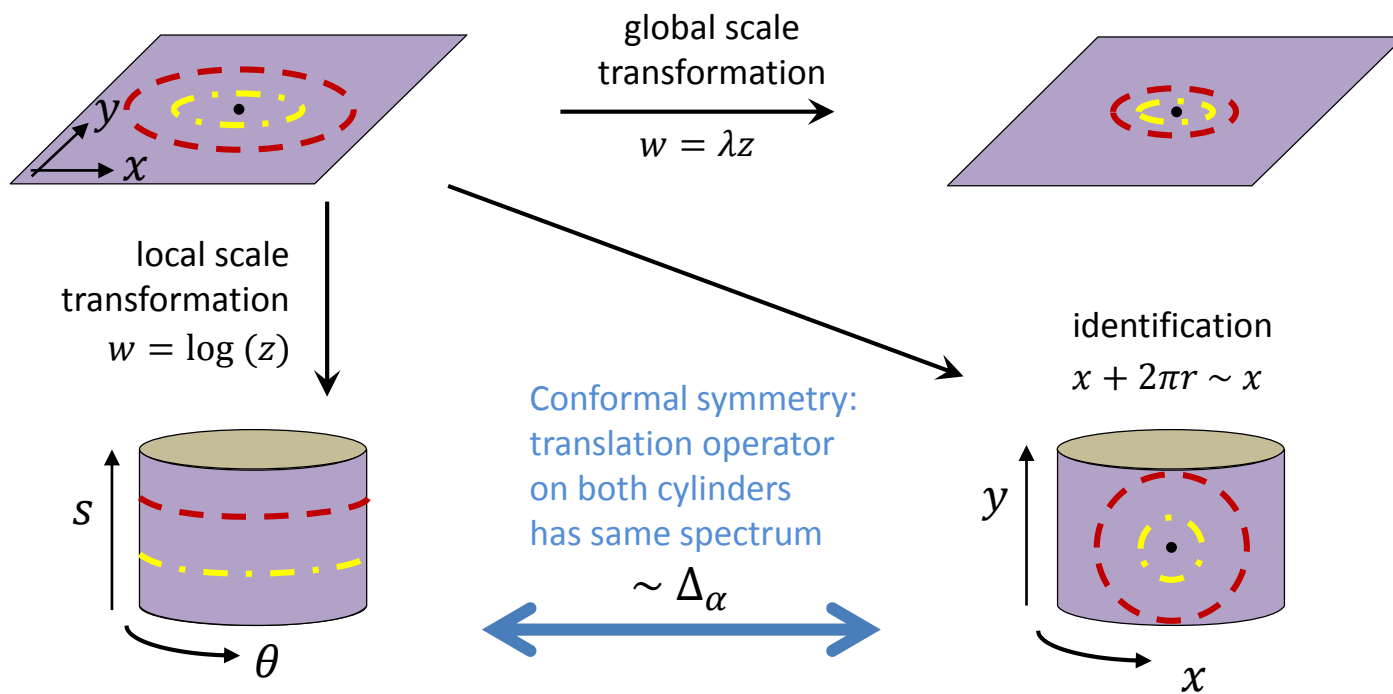 global scale
transformation
w = λz
y
x
local scale
transformation
w = log (z)
identification
x + 2πr ~ x
Conformal symmetry:
translation operator
on both cylinders
has same spectrum
~ Δ_α
s
θ
y
x